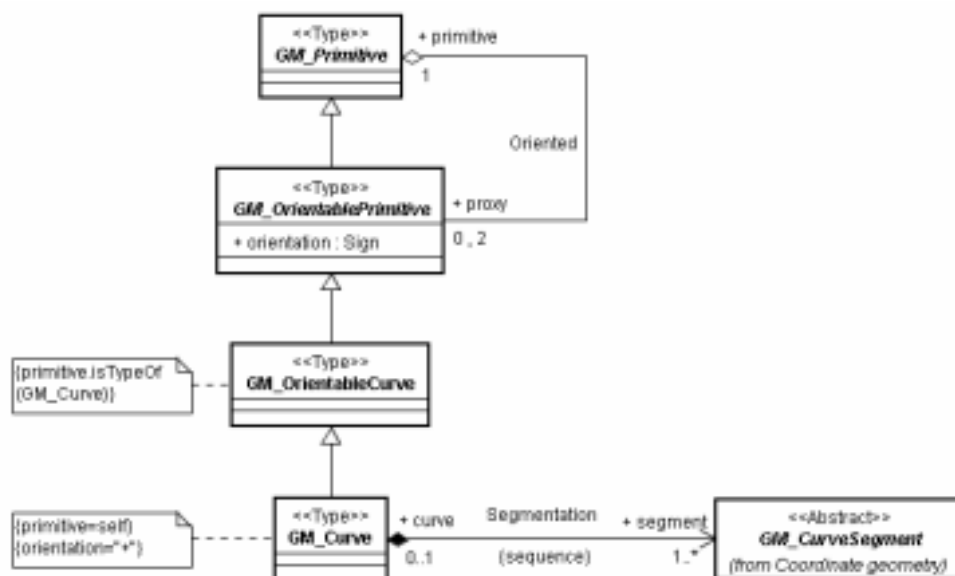 <<Type>>
GM_Primitive
+ primitive
1
Oriented
<<Type>>
GM_OrientablePrimitive
+ orientation : Sign
+ proxy
0 , 2
{primitive.isTypeOf
(GM_Curve)}
<<Type>>
GM_OrientableCurve
{primitive=self}
{orientation="+"}
<<Type>>
GM_Curve
+ curve
0..1
Segmentation
(sequence)
+ segment
1..*
<<Abstract>>
GM_CurveSegment
(from Coordinate geometry)